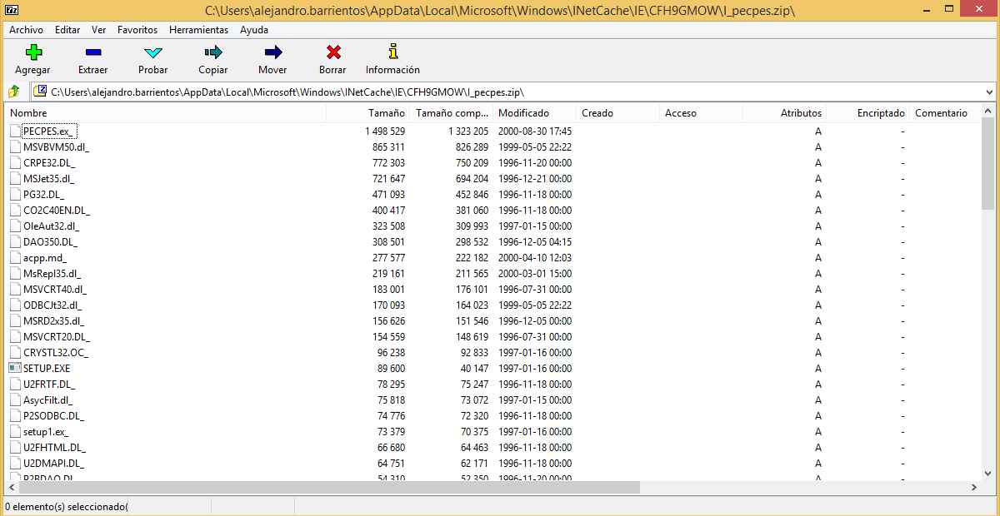 C:\Users\alejandro.barrientos\AppData\Local\Microsoft\Windows\INetCache\IE\CFH9GMOW\I_pecpes.zip\
Archivo Editar Ver Favoritos Herramientas Ayuda
Agregar Extraer Probar Copiar Mover Borrar Información
C:\Users\alejandro.barrientos\AppData\Local\Microsoft\Windows\INetCache\IE\CFH9GMOW\I_pecpes.zip\
Nombre Tamaño Tamaño comp... Modificado Creado Acceso Atributos Encriptado Comentario
PECPES.ex_ 1 498 529 1 323 205 2000-08-30 17:45 A -
MSVBVM50.dl_ 865 311 826 289 1999-05-05 22:22 A -
CRPE32.DL_ 772 303 750 209 1996-11-20 00:00 A -
MSJet35.dl_ 721 647 694 204 1996-12-21 00:00 A -
PG32.DL_ 471 093 452 846 1996-11-18 00:00 A -
CO2C40EN.DL_ 400 417 381 060 1996-11-18 00:00 A -
OleAut32.dl_ 323 508 309 993 1997-01-15 00:00 A -
DAO350.DL_ 308 501 298 532 1996-12-05 04:15 A -
acpp.md_ 277 577 222 182 2000-04-10 12:03 A -
MsRepl35.dl_ 219 161 211 565 2000-03-01 15:00 A -
MSVCRT40.dl_ 183 001 176 101 1996-07-31 00:00 A -
ODBCJt32.dl_ 170 093 164 023 1999-05-05 22:22 A -
MSRD2x35.dl_ 156 626 151 546 1996-12-05 00:00 A -
MSVCRT20.DL_ 154 559 148 619 1996-07-31 00:00 A -
CRYSTL32.OC_ 96 238 92 833 1997-01-16 00:00 A -
SETUP.EXE 89 600 40 147 1997-01-16 00:00 A -
U2FRTF.DL_ 78 295 75 247 1996-11-18 00:00 A -
AsycFilt.dl_ 75 818 73 072 1997-01-15 00:00 A -
P2SODBC.DL_ 74 776 72 320 1996-11-18 00:00 A -
setup1.ex_ 73 379 70 375 1997-01-16 00:00 A -
U2FHTML.DL_ 66 680 64 463 1996-11-18 00:00 A -
U2DMAPI.DL_ 64 751 62 171 1996-11-18 00:00 A -
P2BDAO.DL_ 54 310 52 350 1996-11-20 00:00 A -
0 elemento(s) seleccionado(